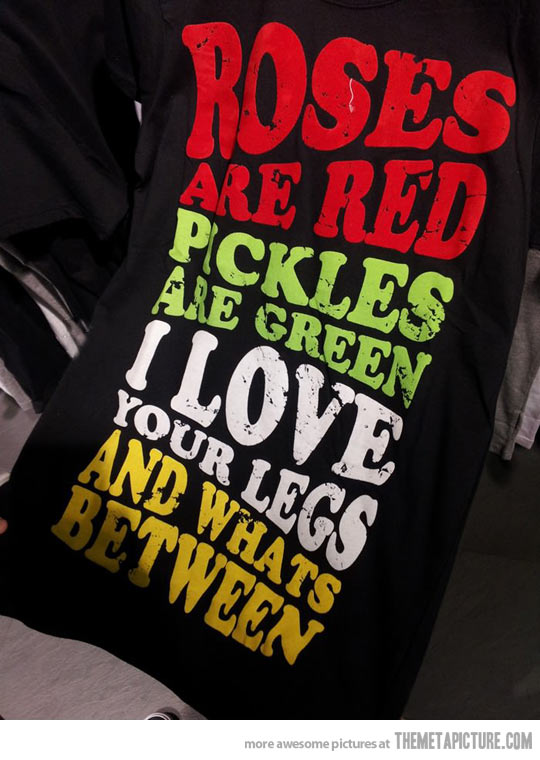 ROSES
ARE RED
PICKLES
ARE GREEN
I LOVE
YOUR LEGS
AND WHATS
BETWEEN
more awesome pictures at THEMETAPICTURE.COM